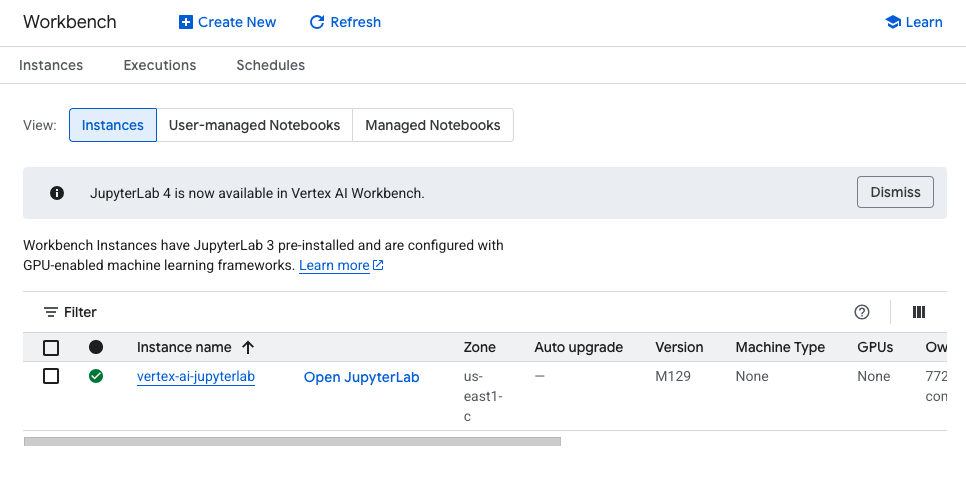 Workbench Create New Refresh Learn
Instances Executions Schedules
View: Instances User-managed Notebooks Managed Notebooks
JupyterLab 4 is now available in Vertex AI Workbench. Dismiss
Workbench Instances have JupyterLab 3 pre-installed and are configured with
GPU-enabled machine learning frameworks. Learn more
Filter
Instance name Zone Auto upgrade Version Machine Type GPUs Ow
vertex-ai-jupyterlab Open JupyterLab us- — M129 None None 772
east1- con
c